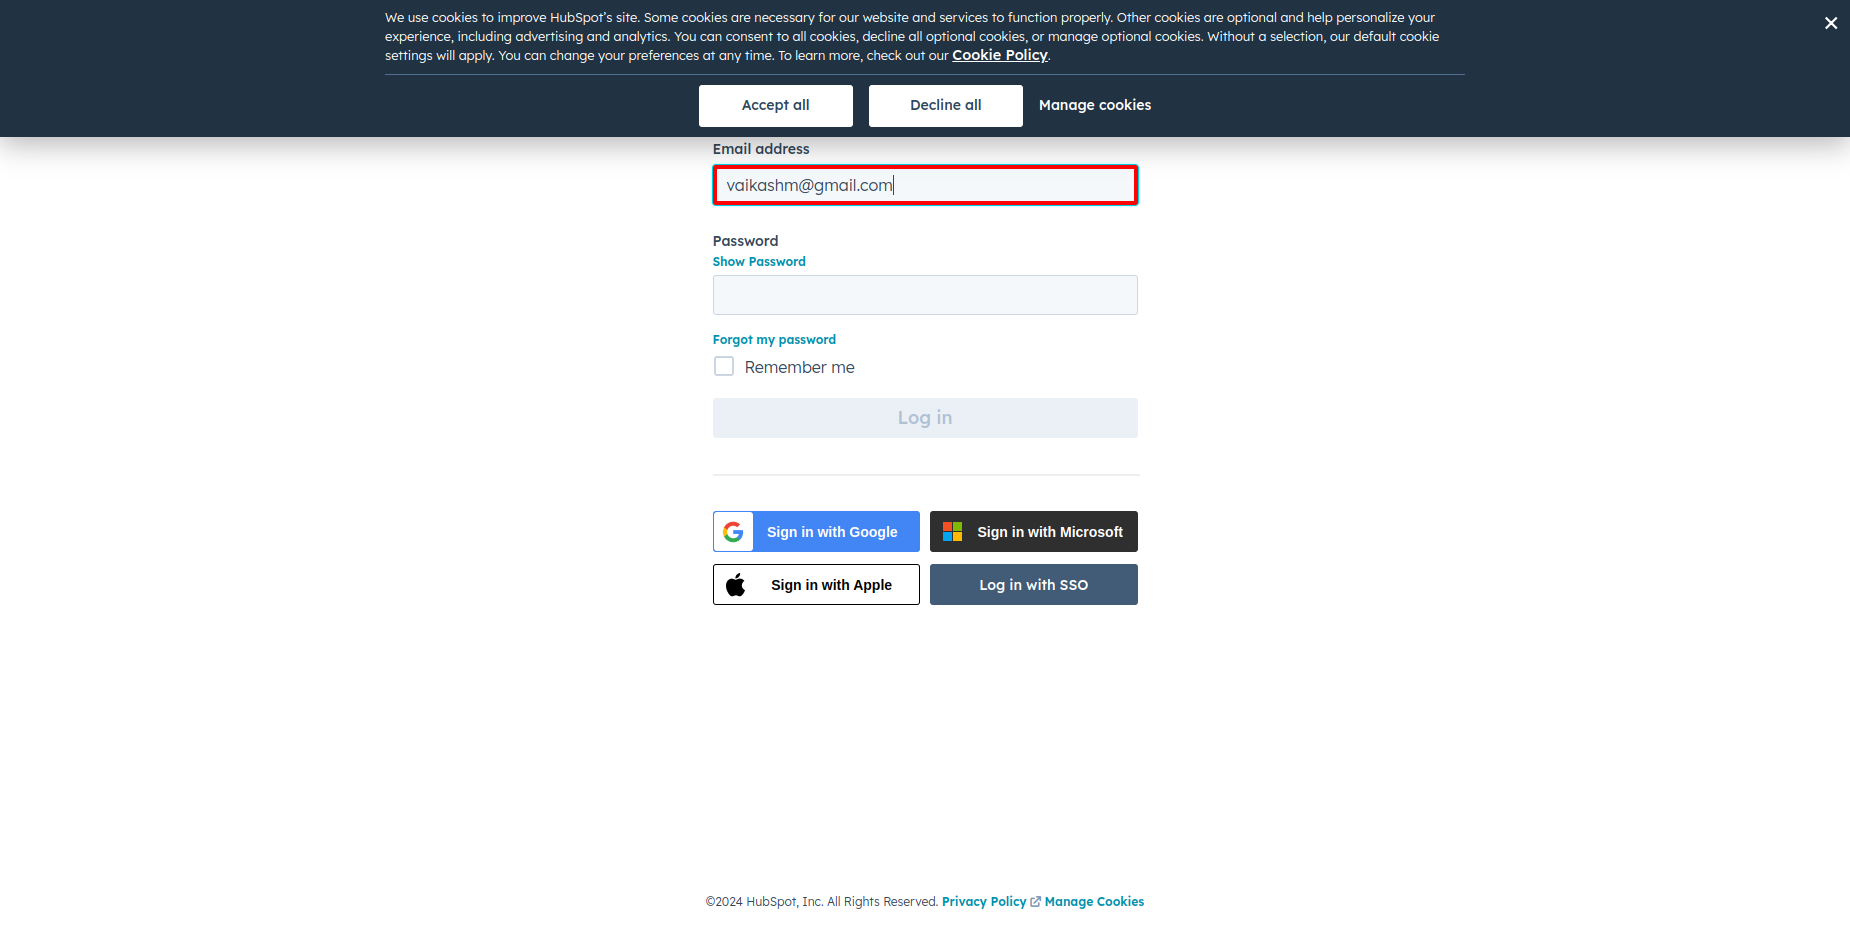 We use cookies to improve HubSpot's site. Some cookies are necessary for our website and services to function properly. Other cookies are optional and help personalize your
experience, including advertising and analytics. You can consent to all cookies, decline all optional cookies, or manage optional cookies. Without a selection, our default cookie
settings will apply. You can change your preferences at any time. To learn more, check out our Cookie Policy.
Accept all
Decline all
Manage cookies
Email address
vaikashm@gmail.com
Password
Show Password
Forgot my password
Remember me
Log in
Sign in with Google
Sign in with Microsoft
Sign in with Apple
Log in with SSO
©2024 HubSpot, Inc. All Rights Reserved. Privacy Policy Manage Cookies